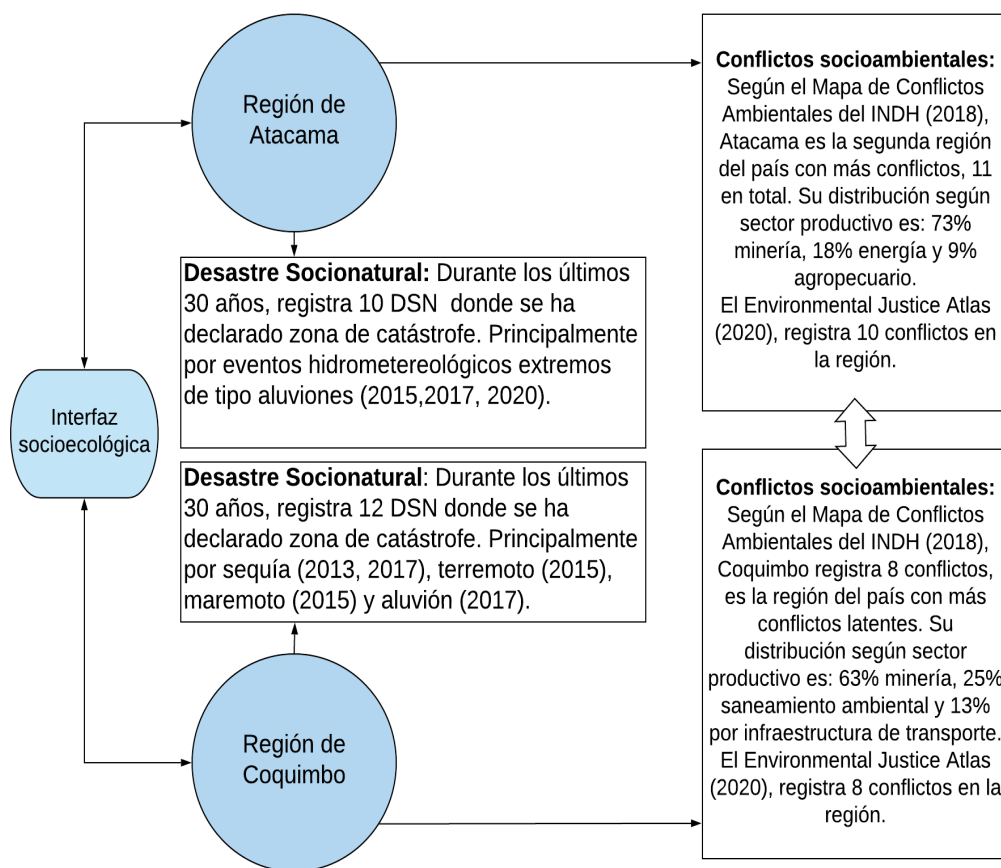 Región de
Atacama
Conflictos socioambientales:
Según el Mapa de Conflictos
Ambientales del INDH (2018),
Atacama es la segunda región
del país con más conflictos, 11
en total. Su distribución según
sector productivo es: 73%
minería, 18% energía y 9%
agropecuario.
El Environmental Justice Atlas
(2020), registra 10 conflictos en
la región.
Desastre Socionatural: Durante los últimos
30 años, registra 10 DSN donde se ha
declarado zona de catástrofe. Principalmente
por eventos hidrometereológicos extremos
de tipo aluviones (2015,2017, 2020).
Interfaz
socioecológica
Desastre Socionatural: Durante los últimos
30 años, registra 12 DSN donde se ha
declarado zona de catástrofe. Principalmente
por sequía (2013, 2017), terremoto (2015),
maremoto (2015) y aluvión (2017).
Conflictos socioambientales:
Según el Mapa de Conflictos
Ambientales del INDH (2018),
Coquimbo registra 8 conflictos,
es la región del país con más
conflictos latentes. Su
distribución según sector
productivo es: 63% minería, 25%
saneamiento ambiental y 13%
por infraestructura de transporte.
El Environmental Justice Atlas
(2020), registra 8 conflictos en la
región.
Región de
Coquimbo